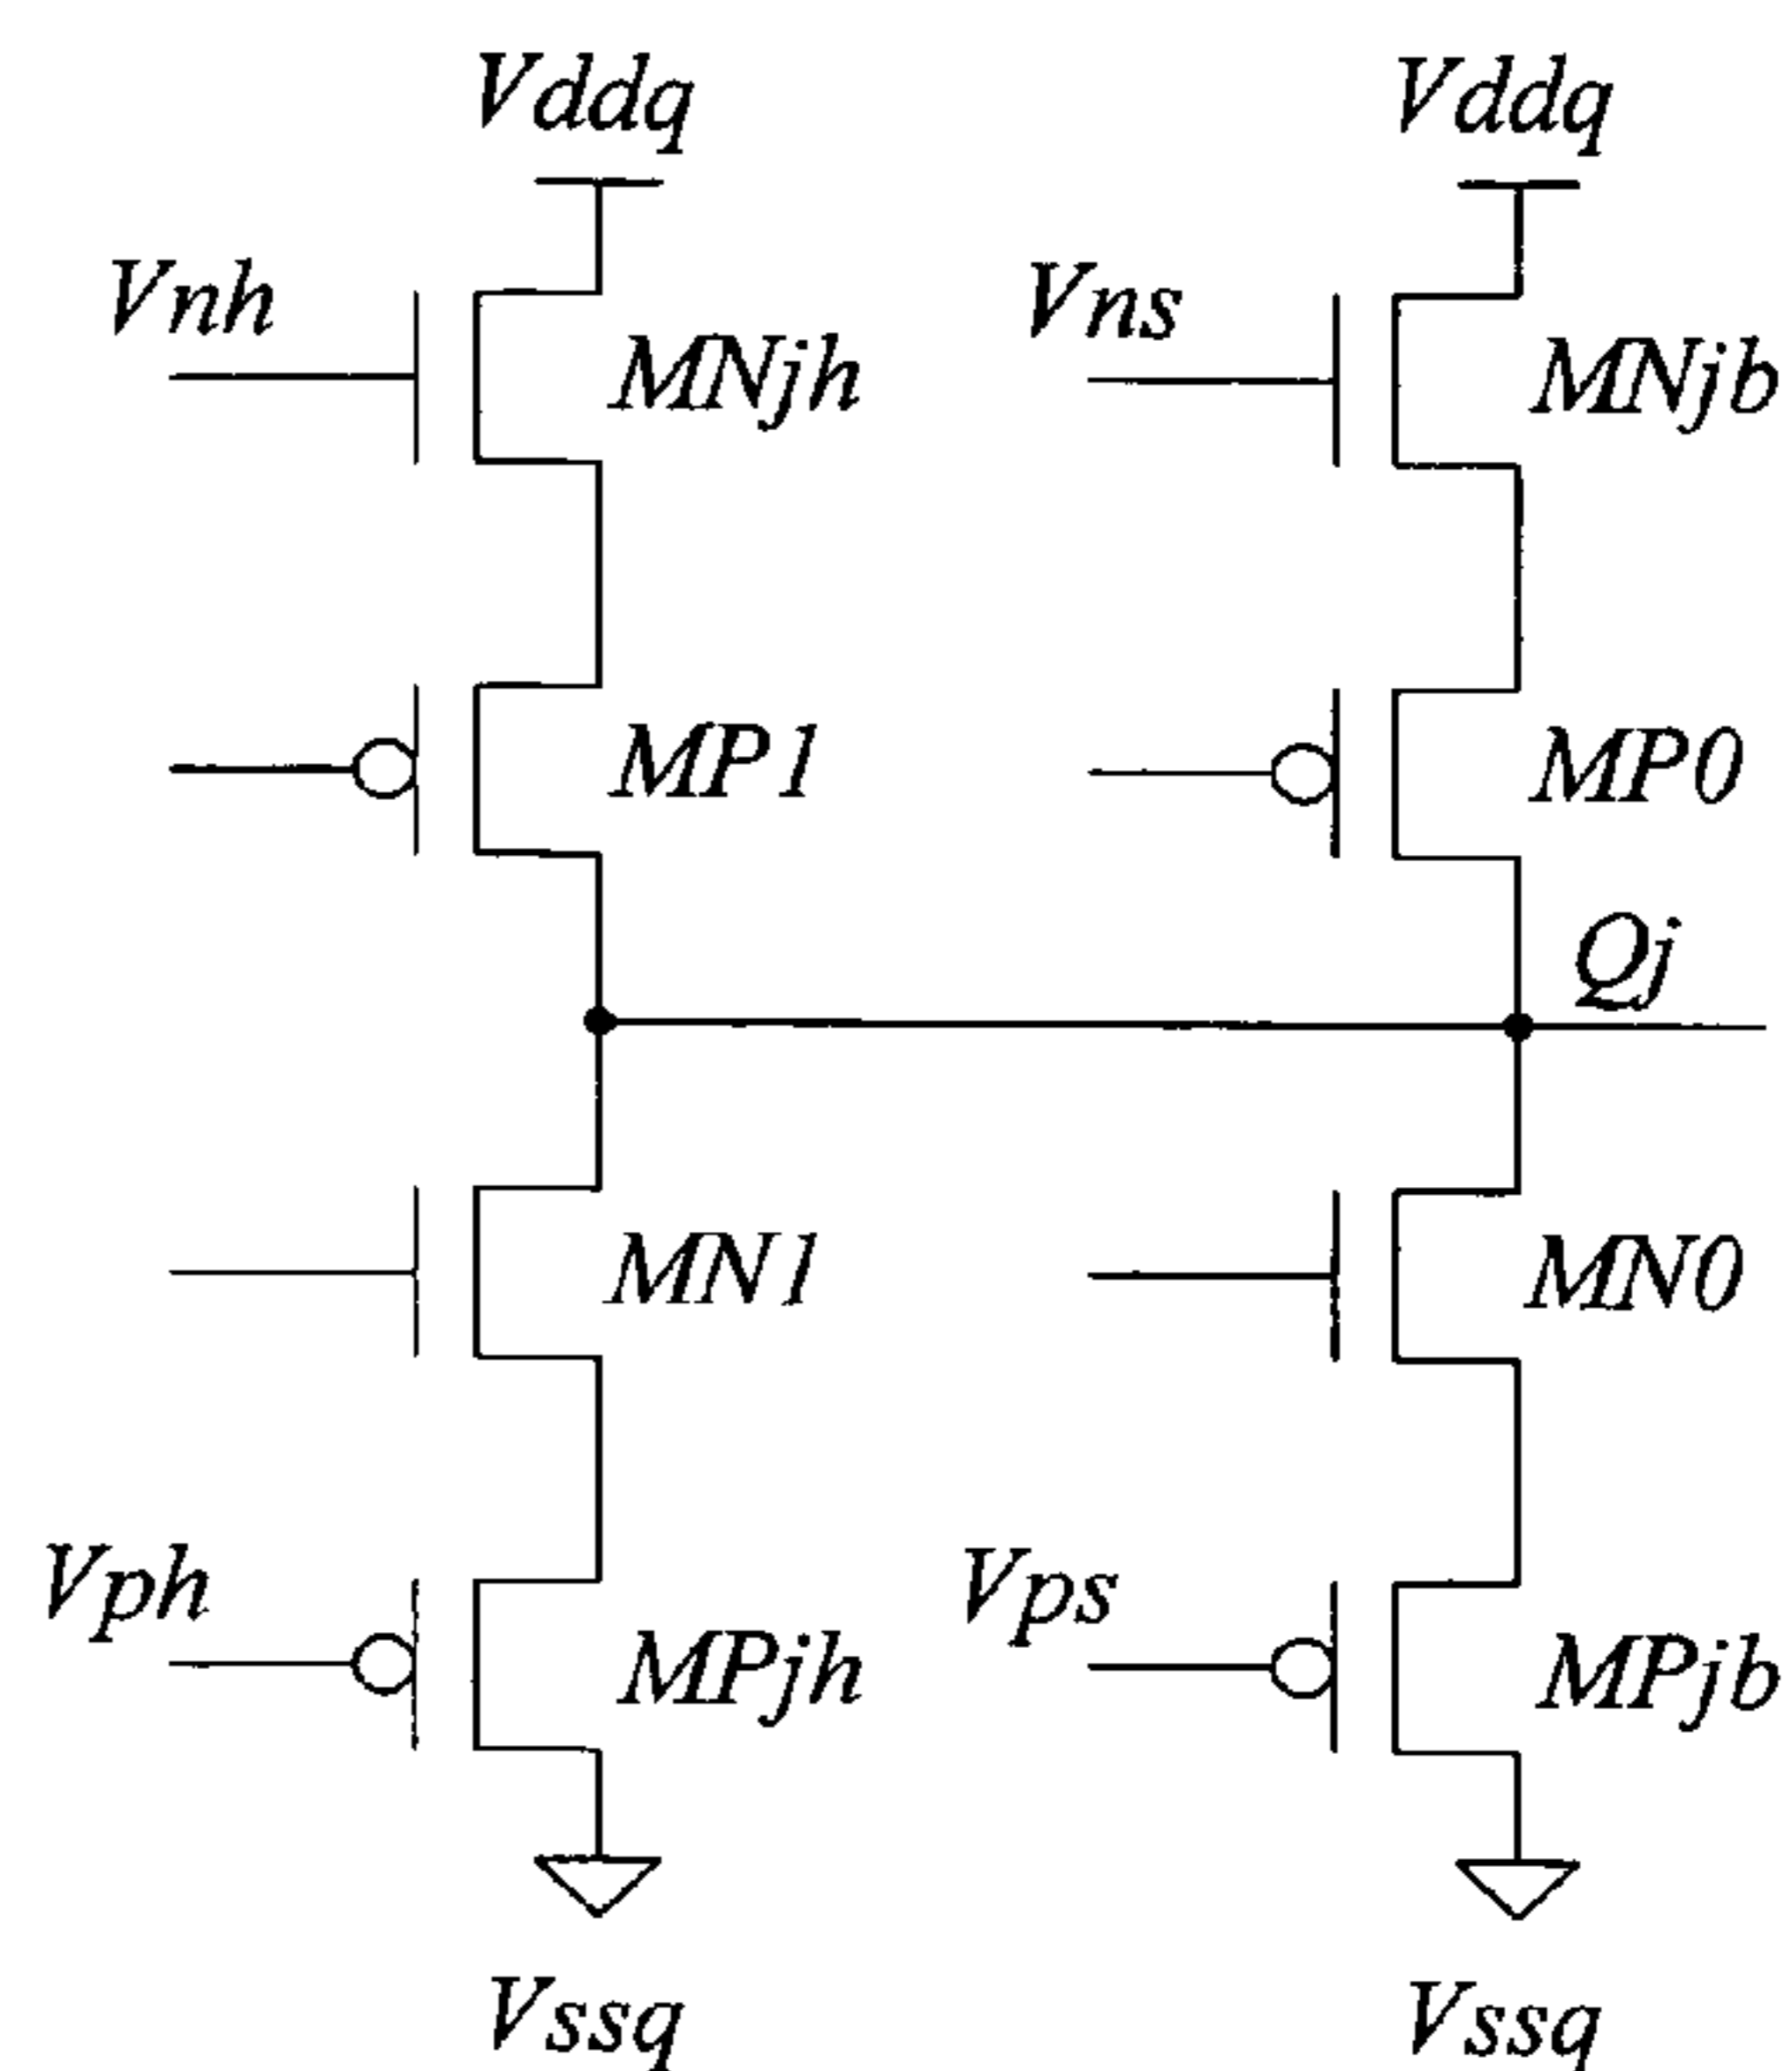 Vddq Vddq
Vnh Vns
MNjh MNjb
MP1 MP0
Qj
MN1 MN0
Vph Vps
MPjh MPjb
Vssq Vssq